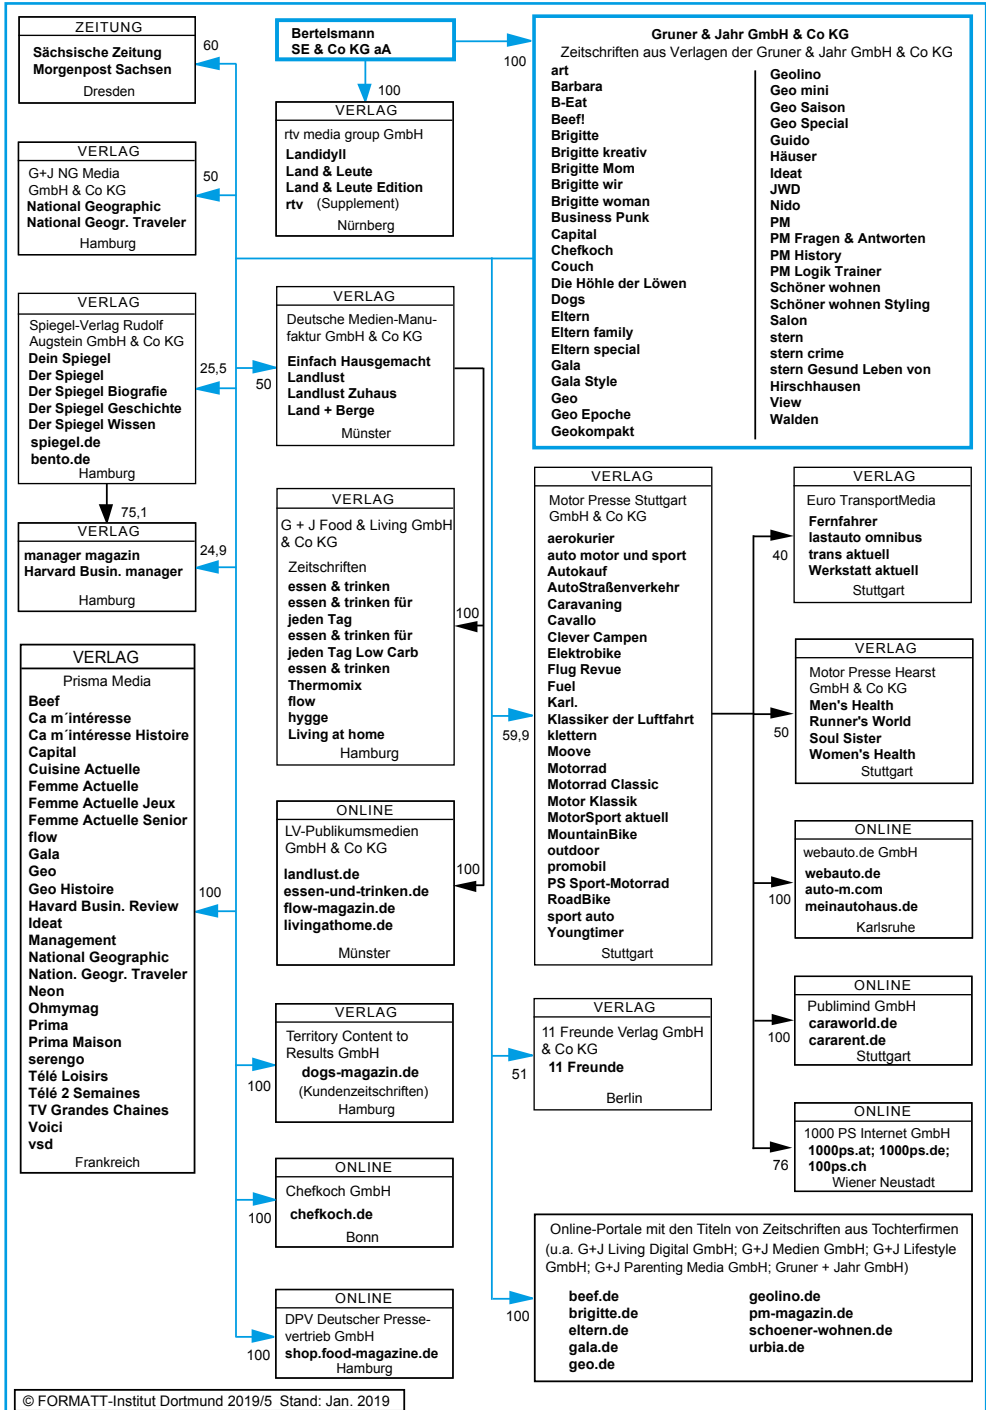 ZEITUNG
Sächsische Zeitung
Morgenpost Sachsen
Dresden
60
Bertelsmann
SE & Co KG aA
100
100
Gruner & Jahr GmbH & Co KG
Zeitschriften aus Verlagen der Gruner & Jahr GmbH & Co KG
art
Barbara
B-Eat
Beef!
Brigitte
Brigitte kreativ
Brigitte Mom
Brigitte wir
Brigitte woman
Business Punk
Capital
Chefkoch
Couch
Die Höhle der Löwen
Dogs
Eltern
Eltern family
Eltern special
Gala
Gala Style
Geo
Geo Epoche
Geokompakt
Geolino
Geo mini
Geo Saison
Geo Special
Guido
Häuser
Ideat
JWD
Nido
PM
PM Fragen & Antworten
PM History
PM Logik Trainer
Schöner wohnen
Schöner wohnen Styling
Salon
stern
stern crime
stern Gesund Leben von
Hirschhausen
View
Walden
VERLAG
rtv media group GmbH
Landidyll
Land & Leute
Land & Leute Edition
rtv (Supplement)
Nürnberg
VERLAG
G+J NG Media
GmbH & Co KG
National Geographic
National Geogr. Traveler
Hamburg
50
VERLAG
Spiegel-Verlag Rudolf
Augstein GmbH & Co KG
Dein Spiegel
Der Spiegel
Der Spiegel Biografie
Der Spiegel Geschichte
Der Spiegel Wissen
spiegel.de
bento.de
Hamburg
25,5
75,1
VERLAG
manager magazin
Harvard Busin. manager
Hamburg
24,9
VERLAG
Prisma Media
Beef
Ca m´intéresse
Ca m´intéresse Histoire
Capital
Cuisine Actuelle
Femme Actuelle
Femme Actuelle Jeux
Femme Actuelle Senior
flow
Gala
Geo
Geo Histoire
Havard Busin. Review
Ideat
Management
National Geographic
Nation. Geogr. Traveler
Neon
Ohmymag
Prima
Prima Maison
serengo
Télé Loisirs
Télé 2 Semaines
TV Grandes Chaines
Voici
vsd
Frankreich
100
VERLAG
Deutsche Medien-Manu-
faktur GmbH & Co KG
Einfach Hausgemacht
Landlust
Landlust Zuhaus
Land + Berge
Münster
50
VERLAG
G + J Food & Living GmbH
& Co KG
Zeitschriften
essen & trinken
essen & trinken für
jeden Tag
essen & trinken für
jeden Tag Low Carb
essen & trinken
Thermomix
flow
hygge
Living at home
Hamburg
100
ONLINE
LV-Publikumsmedien
GmbH & Co KG
landlust.de
essen-und-trinken.de
flow-magazin.de
livingathome.de
Münster
100
VERLAG
Territory Content to
Results GmbH
dogs-magazin.de
(Kundenzeitschriften)
Hamburg
100
ONLINE
Chefkoch GmbH
chefkoch.de
Bonn
100
ONLINE
DPV Deutscher Presse-
vertrieb GmbH
shop.food-magazine.de
Hamburg
100
VERLAG
Motor Presse Stuttgart
GmbH & Co KG
aerokurier
auto motor und sport
Autokauf
AutoStraßenverkehr
Caravaning
Cavallo
Clever Campen
Elektrobike
Flug Revue
Fuel
Karl.
Klassiker der Luftfahrt
klettern
Moove
Motorrad
Motorrad Classic
Motor Klassik
MotorSport aktuell
MountainBike
outdoor
promobil
PS Sport-Motorrad
RoadBike
sport auto
Youngtimer
Stuttgart
59,9
VERLAG
11 Freunde Verlag GmbH
& Co KG
11 Freunde
Berlin
51
VERLAG
Euro TransportMedia
Fernfahrer
lastauto omnibus
trans aktuell
Werkstatt aktuell
Stuttgart
40
VERLAG
Motor Presse Hearst
GmbH & Co KG
Men's Health
Runner's World
Soul Sister
Women's Health
Stuttgart
50
ONLINE
webauto.de GmbH
webauto.de
auto-m.com
meinautohaus.de
Karlsruhe
100
ONLINE
Publimind GmbH
caraworld.de
cararent.de
Stuttgart
100
ONLINE
1000 PS Internet GmbH
1000ps.at; 1000ps.de;
100ps.ch
Wiener Neustadt
76
Online-Portale mit den Titeln von Zeitschriften aus Tochterfirmen
(u.a. G+J Living Digital GmbH; G+J Medien GmbH; G+J Lifestyle
GmbH; G+J Parenting Media GmbH; Gruner + Jahr GmbH)
beef.de
brigitte.de
eltern.de
gala.de
geo.de
geolino.de
pm-magazin.de
schoener-wohnen.de
urbia.de
100
© FORMATT-Institut Dortmund 2019/5 Stand: Jan. 2019